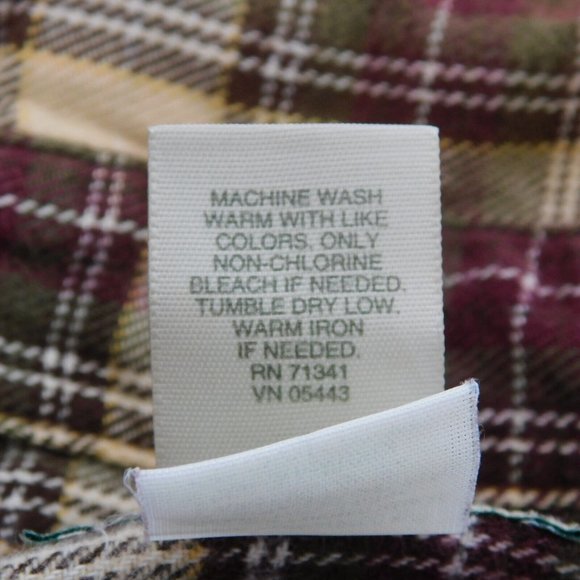 MACHINE WASH
WARM WITH LIKE
COLORS. ONLY
NON-CHLORINE
BLEACH IF NEEDED.
TUMBLE DRY LOW.
WARM IRON
IF NEEDED.
RN 71341
VN 05443